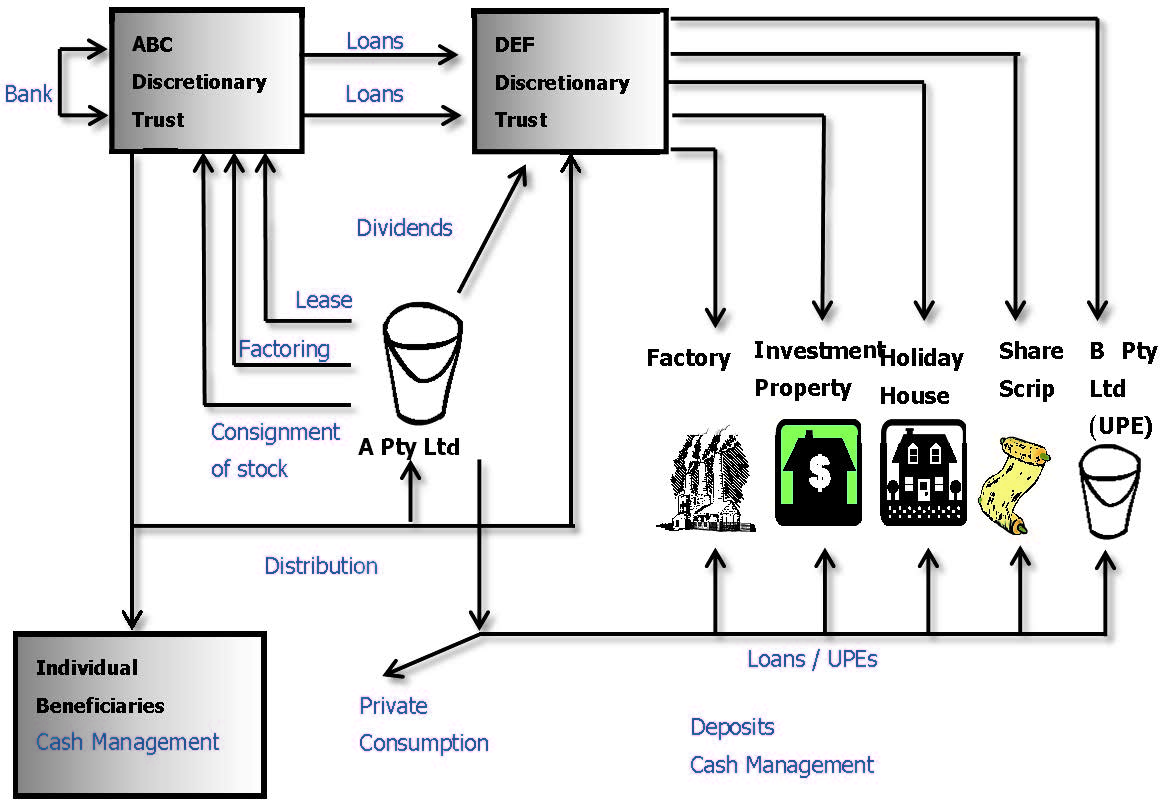 ABC
Discretionary
Trust
Bank
Loans
Loans
DEF
Discretionary
Trust
Dividends
Lease
Factoring
Consignment
of stock
A Pty Ltd
Factory
Investment
Property
Holiday
House
Share
Scrip
B Pty
Ltd
(UPE)
$
Distribution
Individual
Beneficiaries
Cash Management
Private
Consumption
Loans / UPEs
Deposits
Cash Management